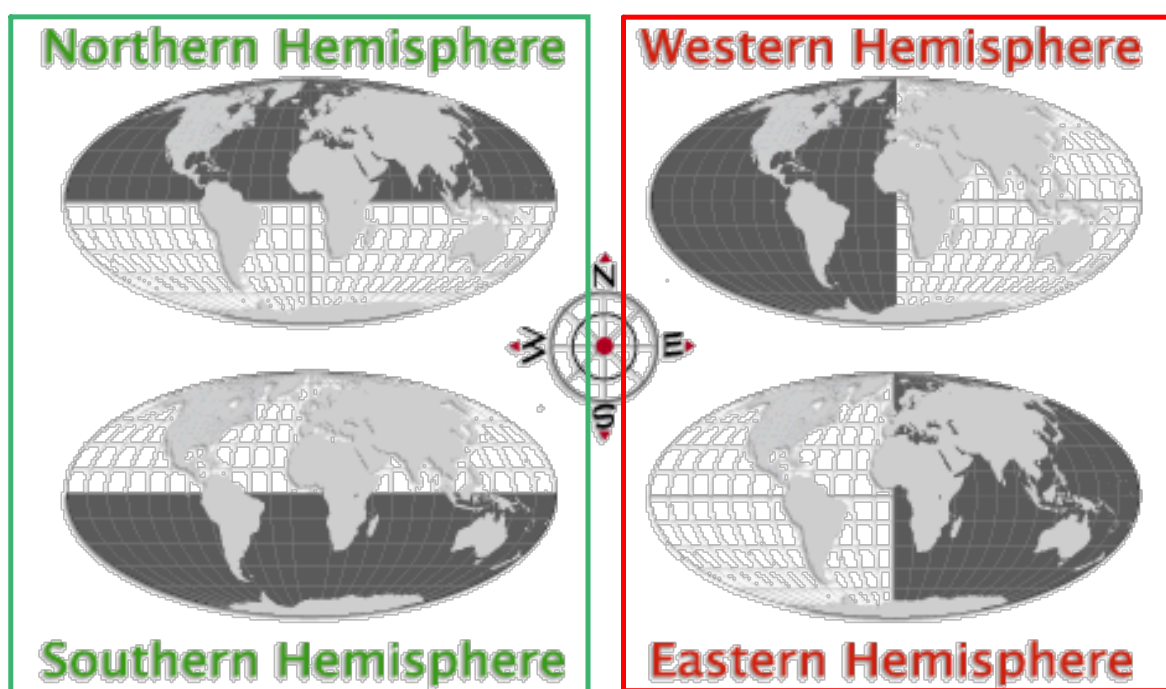 Northern Hemisphere
Western Hemisphere
N
W
E
S
Southern Hemisphere
Eastern Hemisphere